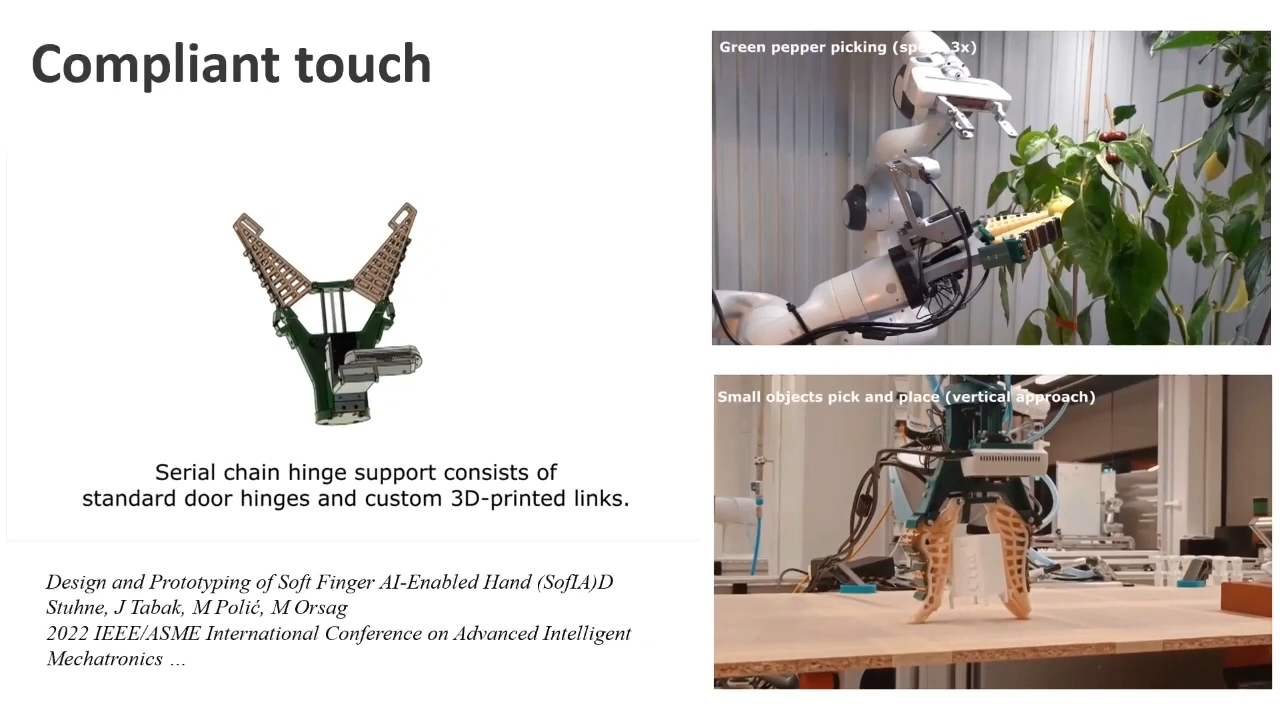 Compliant touch
Green pepper picking (speed 3x)
Serial chain hinge support consists of
standard door hinges and custom 3D-printed links.
Small objects pick and place (vertical approach)
Design and Prototyping of Soft Finger AI-Enabled Hand (SofIA)D
Stuhne, J Tabak, M Polić, M Orsag
2022 IEEE/ASME International Conference on Advanced Intelligent
Mechatronics …